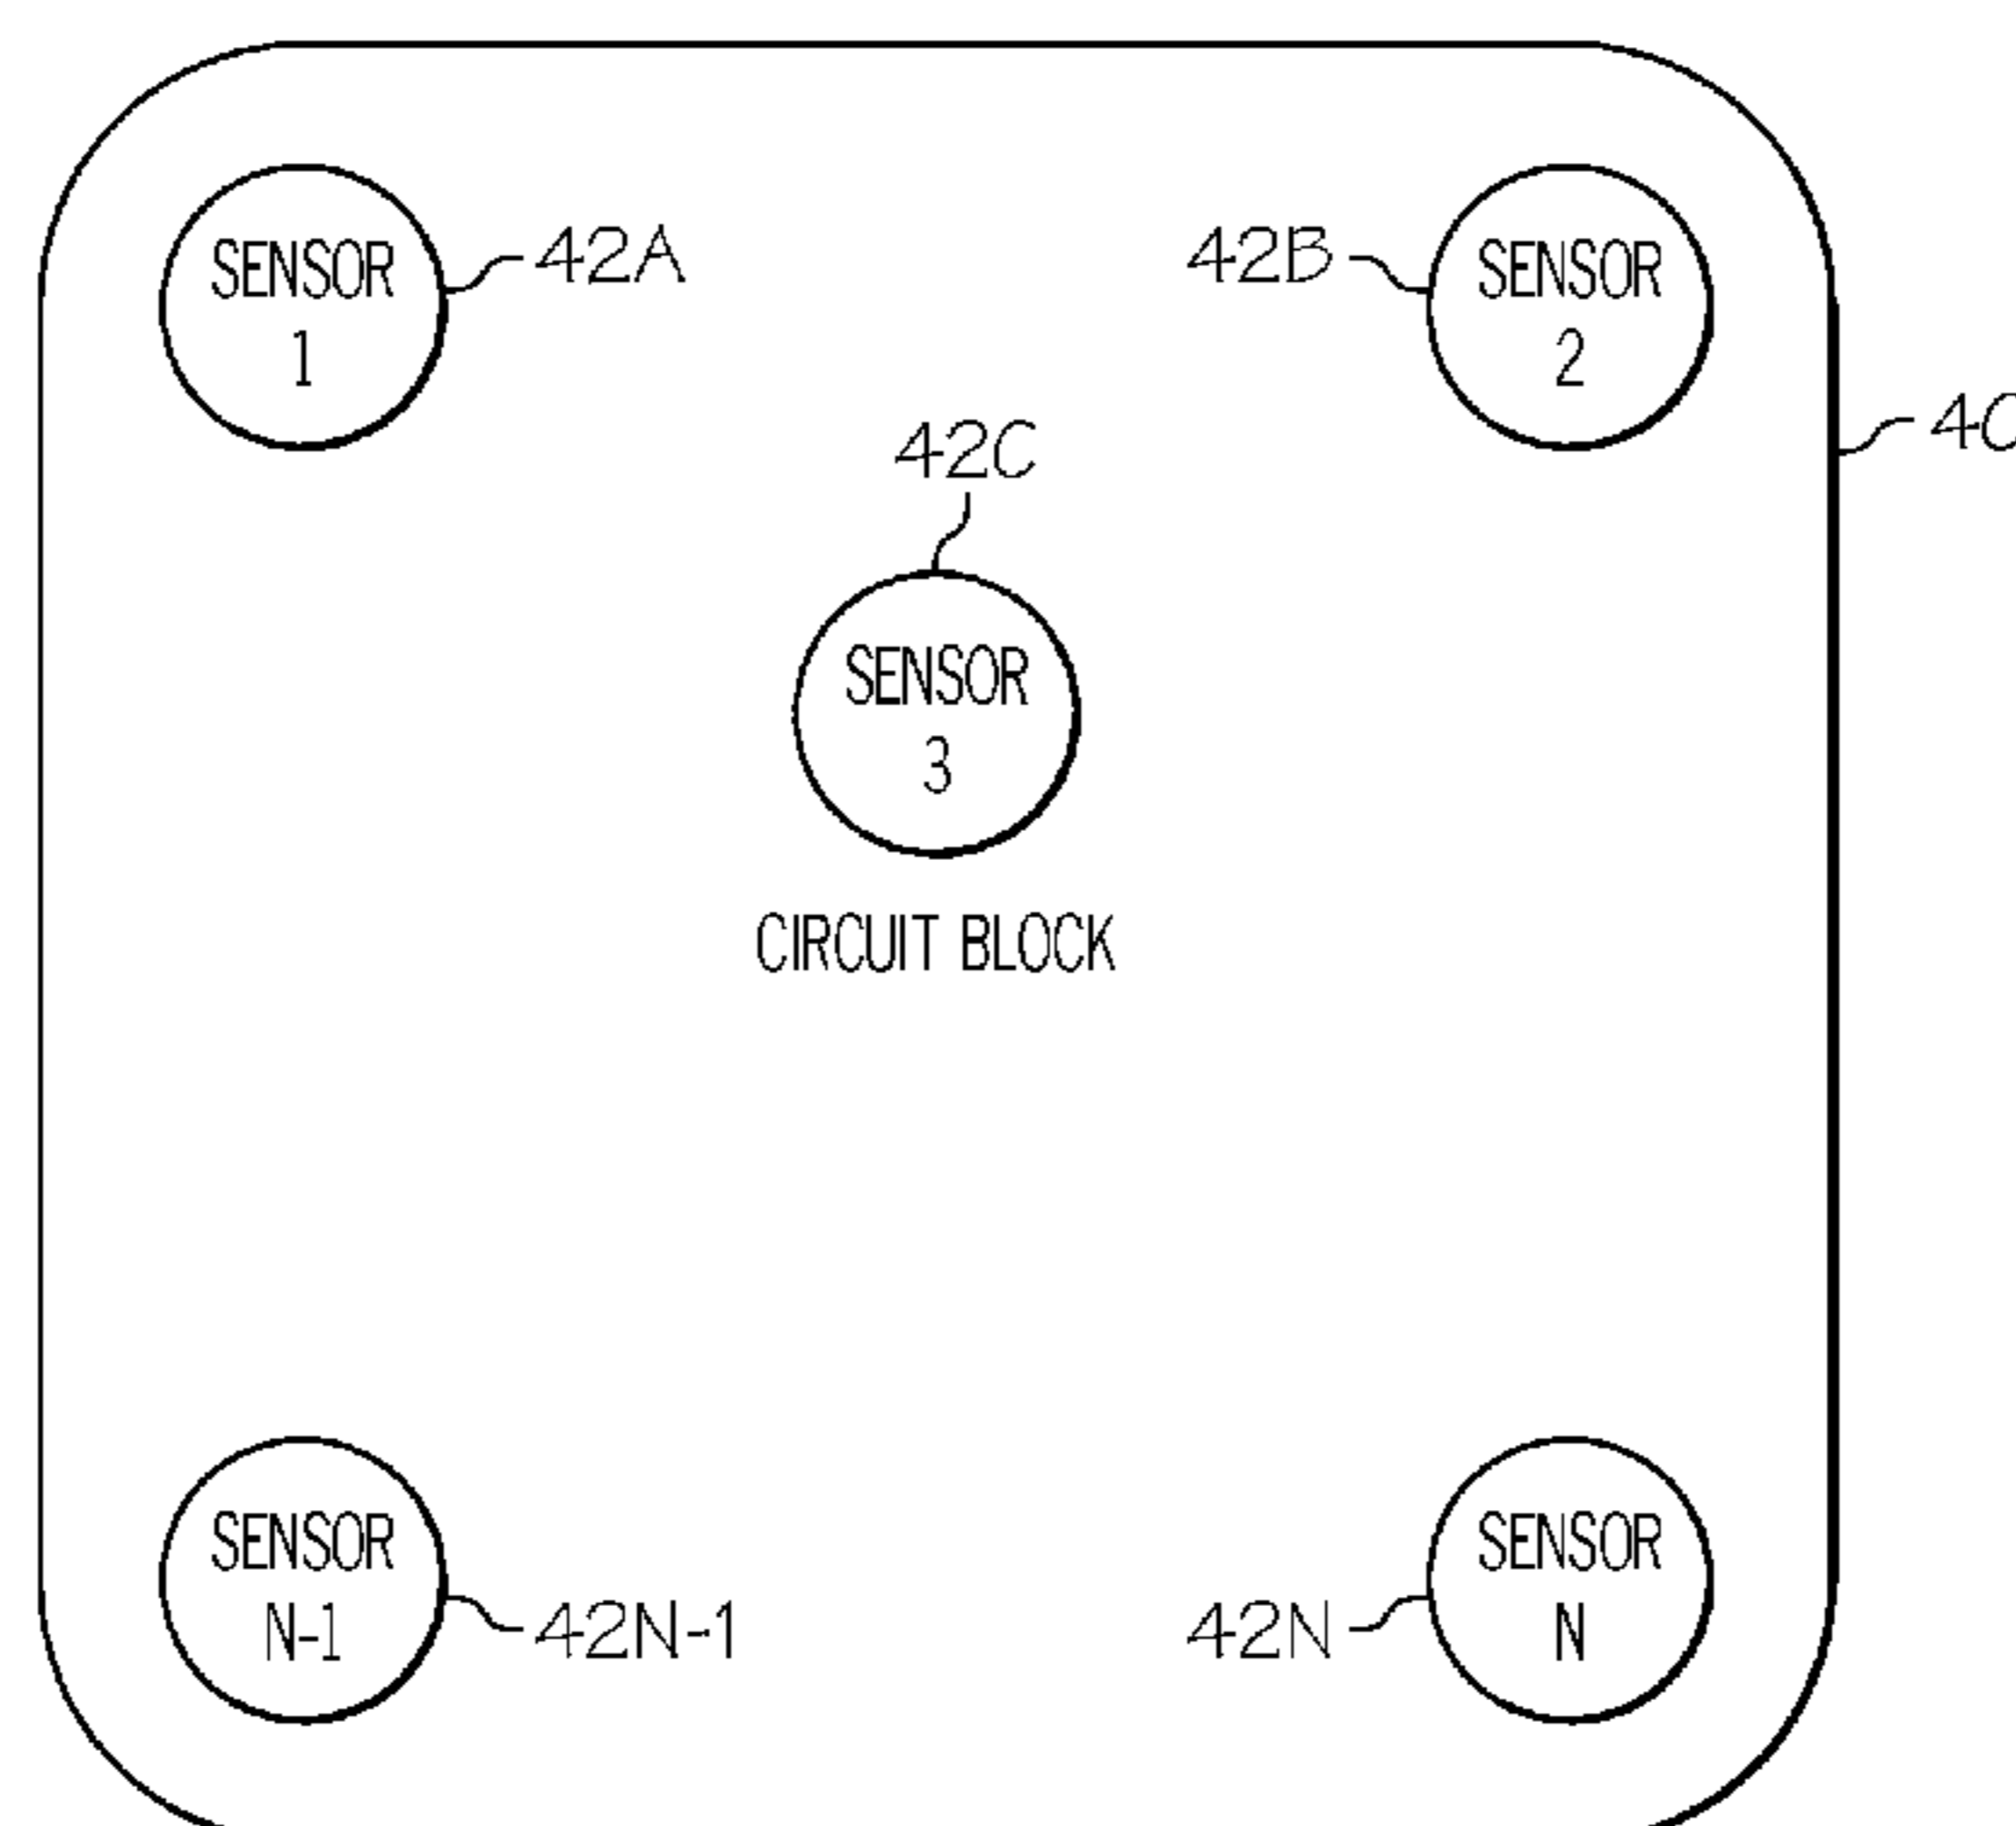 SENSOR
1
42A
42B
SENSOR
2
42C
SENSOR
3
CIRCUIT BLOCK
SENSOR
N-1
42N-1
42N
SENSOR
N